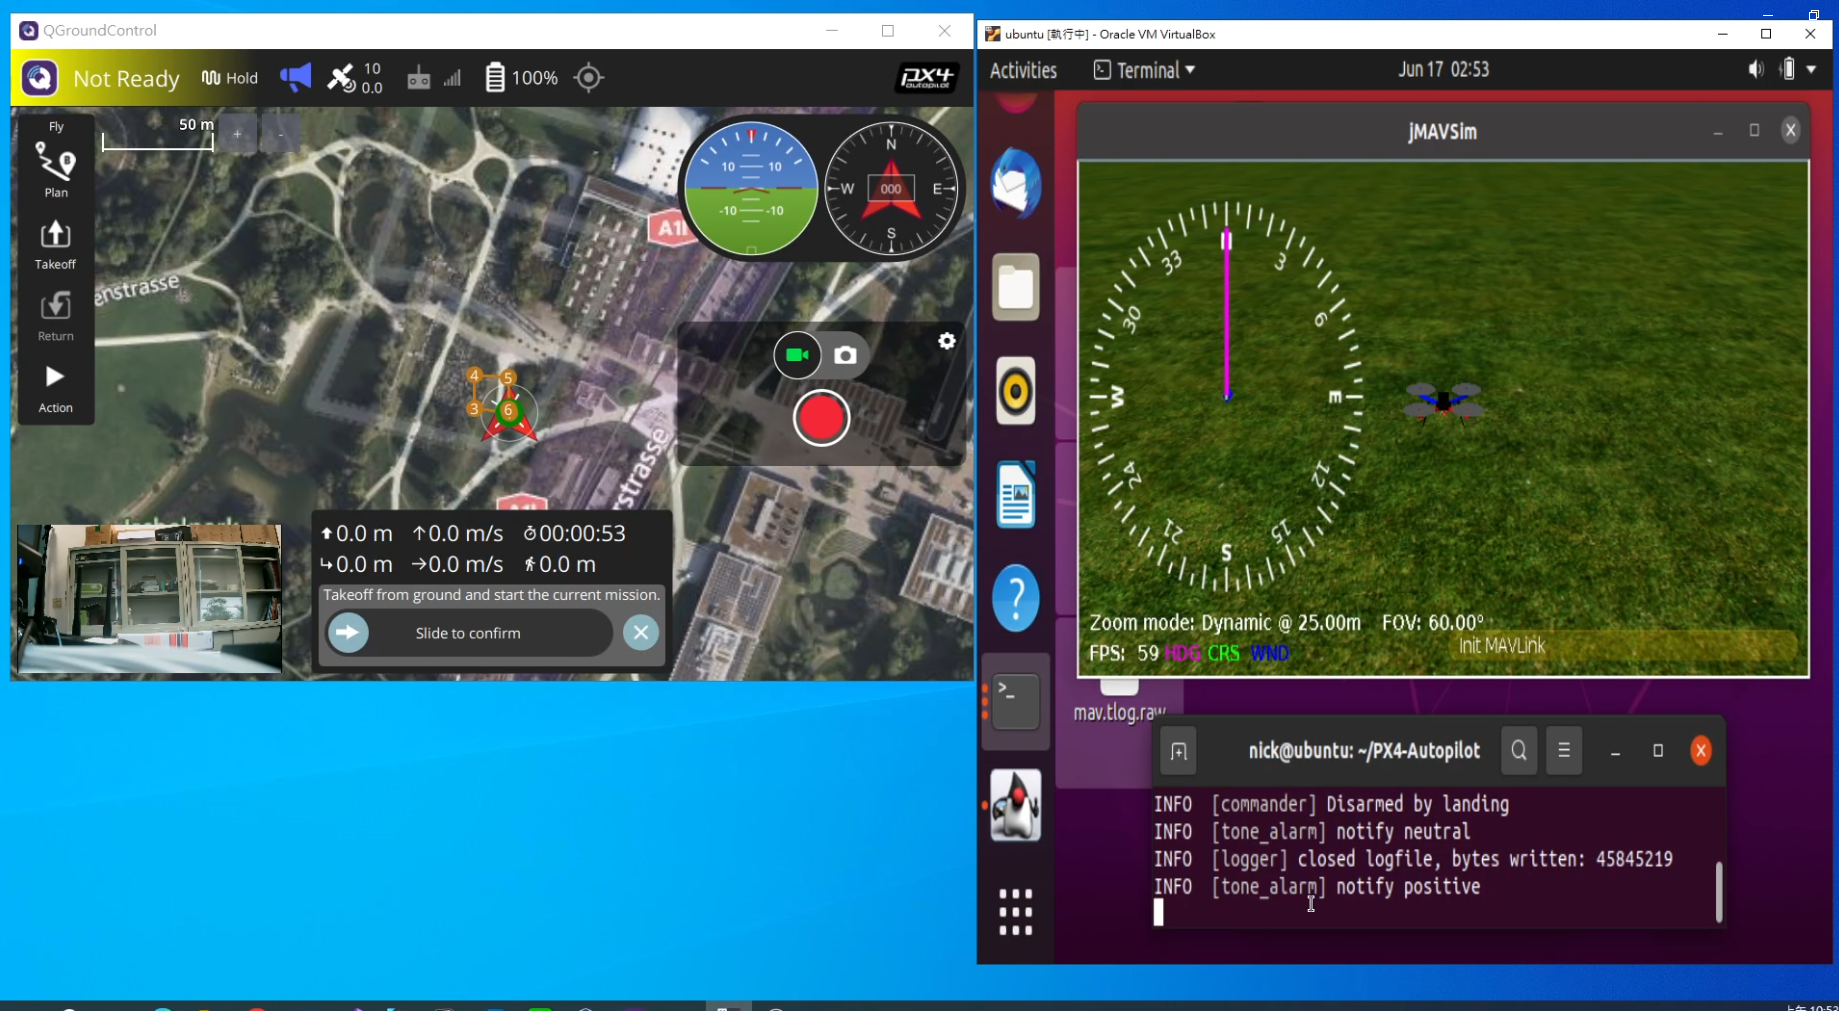 QGroundControl
Not Ready
Hold
10
0.0
100%
px4
autopilot
Fly
Plan
Takeoff
Return
Action
50 m
+
-
enstrasse
A1l
rstrasse
10 10
-10 -10
N
W 000 E
S
4 5
3 6
0.0 m 0.0 m/s 00:00:53
0.0 m 0.0 m/s 0.0 m
Takeoff from ground and start the current mission.
Slide to confirm
ubuntu [執行中] - Oracle VM VirtualBox
Activities Terminal Jun 17 02:53
jMAVSim
33 3
30 6
W E
24 12
21 15
S
Zoom mode: Dynamic @ 25.00m FOV: 60.00°
FPS: 59 HDG CRS WND
Init MAVLink
mav.tlog.raw
nick@ubuntu: ~/PX4-Autopilot
INFO [commander] Disarmed by landing
INFO [tone_alarm] notify neutral
INFO [logger] closed logfile, bytes written: 45845219
INFO [tone_alarm] notify positive